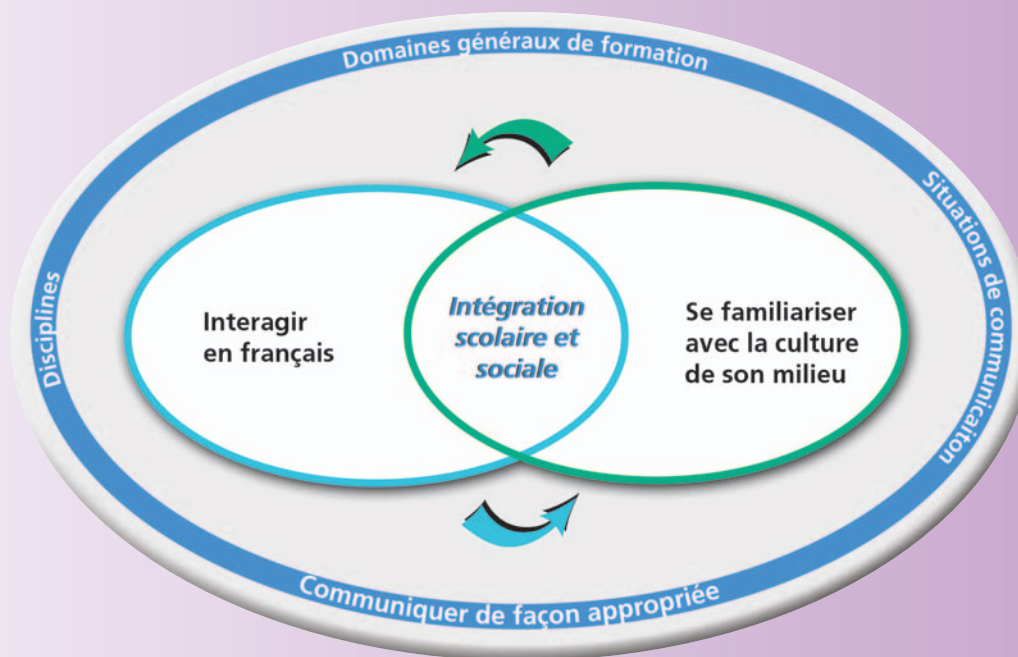 Domaines généraux de formation
Disciplines
Situations de communicaiton
Interagir
en français
Intégration
scolaire et
sociale
Se familiariser
avec la culture
de son milieu
Communiquer de façon appropriée